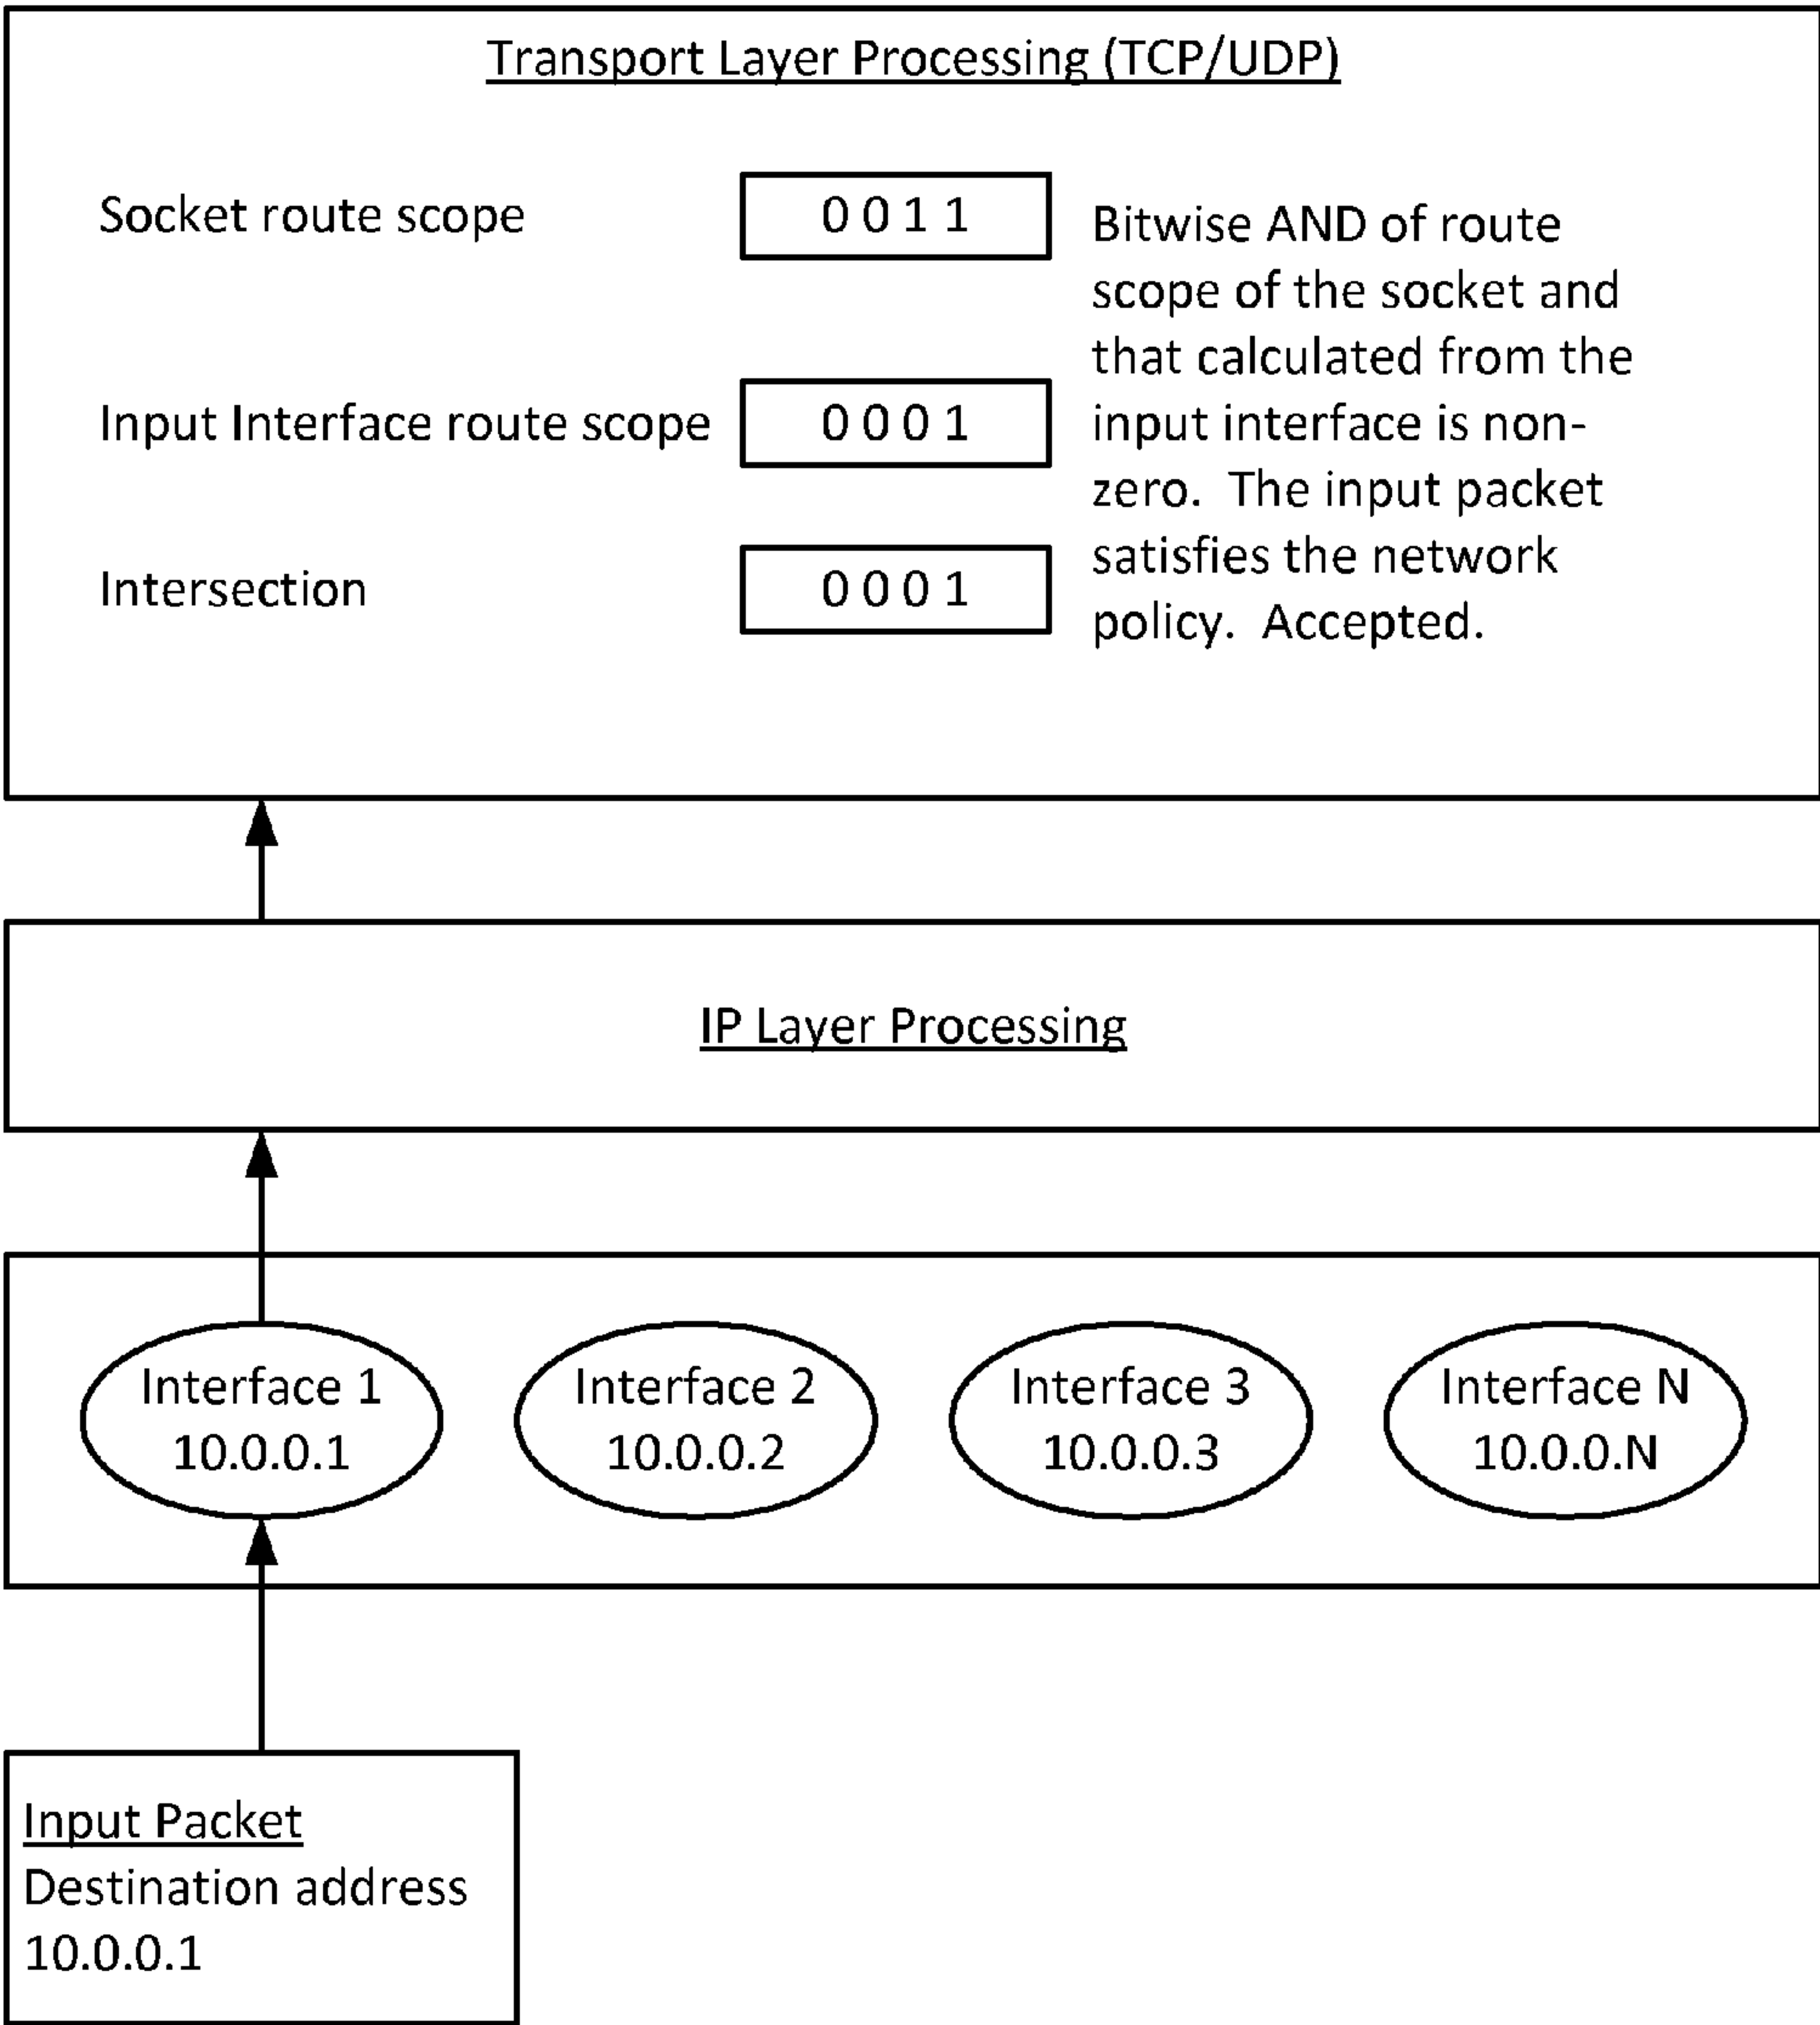 Transport Layer Processing (TCP/UDP)
Socket route scope
0 0 1 1
Input Interface route scope
0 0 0 1
Intersection
0 0 0 1
Bitwise AND of route
scope of the socket and
that calculated from the
input interface is non-
zero.  The input packet
satisfies the network
policy.  Accepted.
IP Layer Processing
Interface 1
10.0.0.1
Interface 2
10.0.0.2
Interface 3
10.0.0.3
Interface N
10.0.0.N
Input Packet
Destination address
10.0.0.1